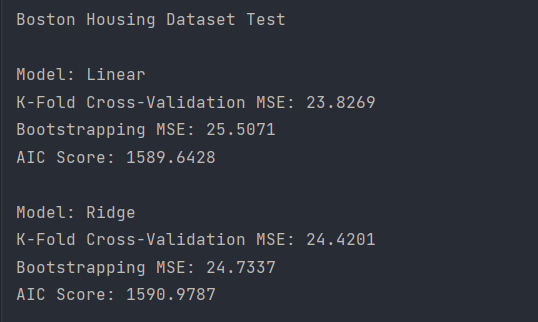 Boston Housing Dataset Test
Model: Linear
K-Fold Cross-Validation MSE: 23.8269
Bootstrapping MSE: 25.5071
AIC Score: 1589.6428
Model: Ridge
K-Fold Cross-Validation MSE: 24.4201
Bootstrapping MSE: 24.7337
AIC Score: 1590.9787